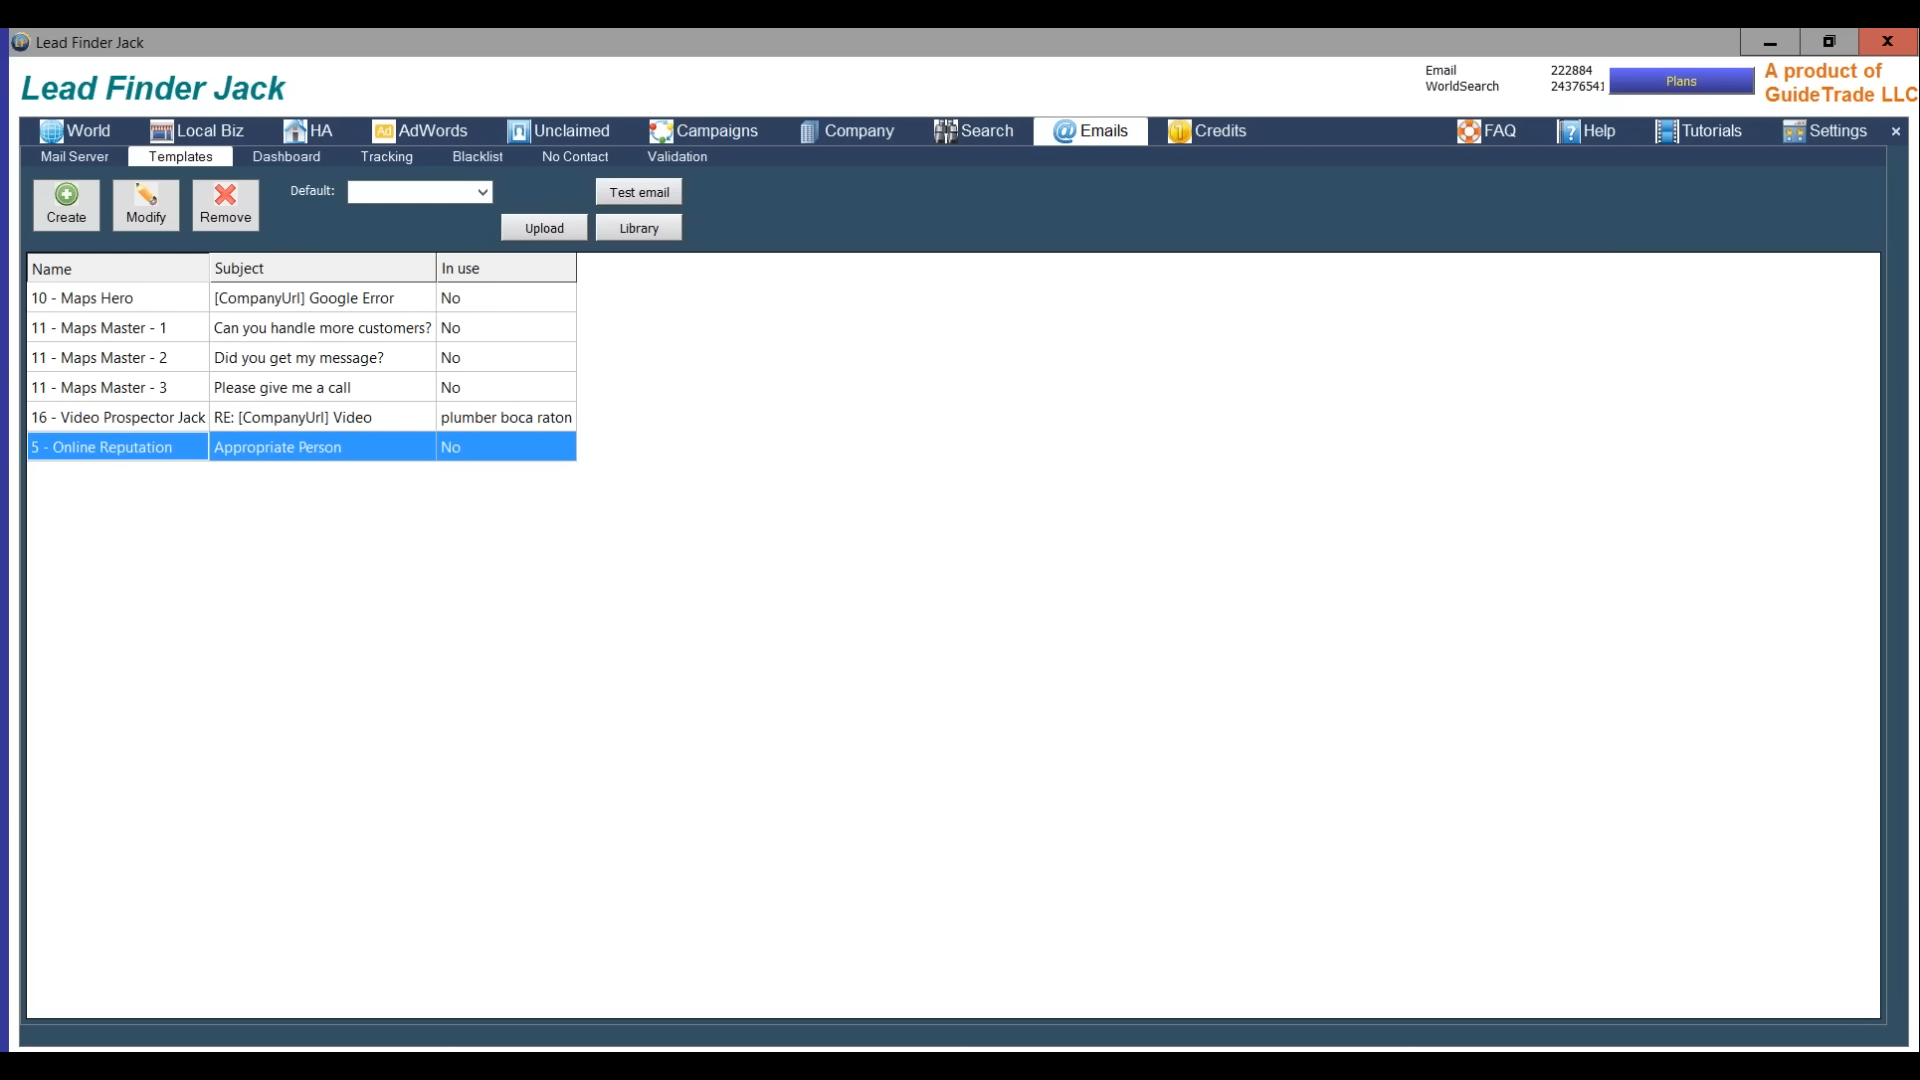 Lead Finder Jack
Lead Finder Jack
Email 222884
WorldSearch 24376541
Plans
A product of
GuideTrade LLC
World Local Biz HA AdWords Unclaimed Campaigns Company Search Emails Credits FAQ Help Tutorials Settings
Mail Server Templates Dashboard Tracking Blacklist No Contact Validation
Create Modify Remove Default: Test email
Upload Library
Name Subject In use
10 - Maps Hero [CompanyUrl] Google Error No
11 - Maps Master - 1 Can you handle more customers? No
11 - Maps Master - 2 Did you get my message? No
11 - Maps Master - 3 Please give me a call No
16 - Video Prospector Jack RE: [CompanyUrl] Video plumber boca raton
5 - Online Reputation Appropriate Person No